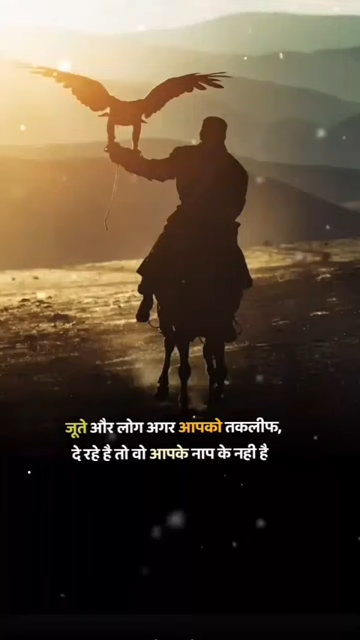 जूते और लोग अगर आपको तकलीफ,
दे रहे है तो वो आपके नाप के नही है